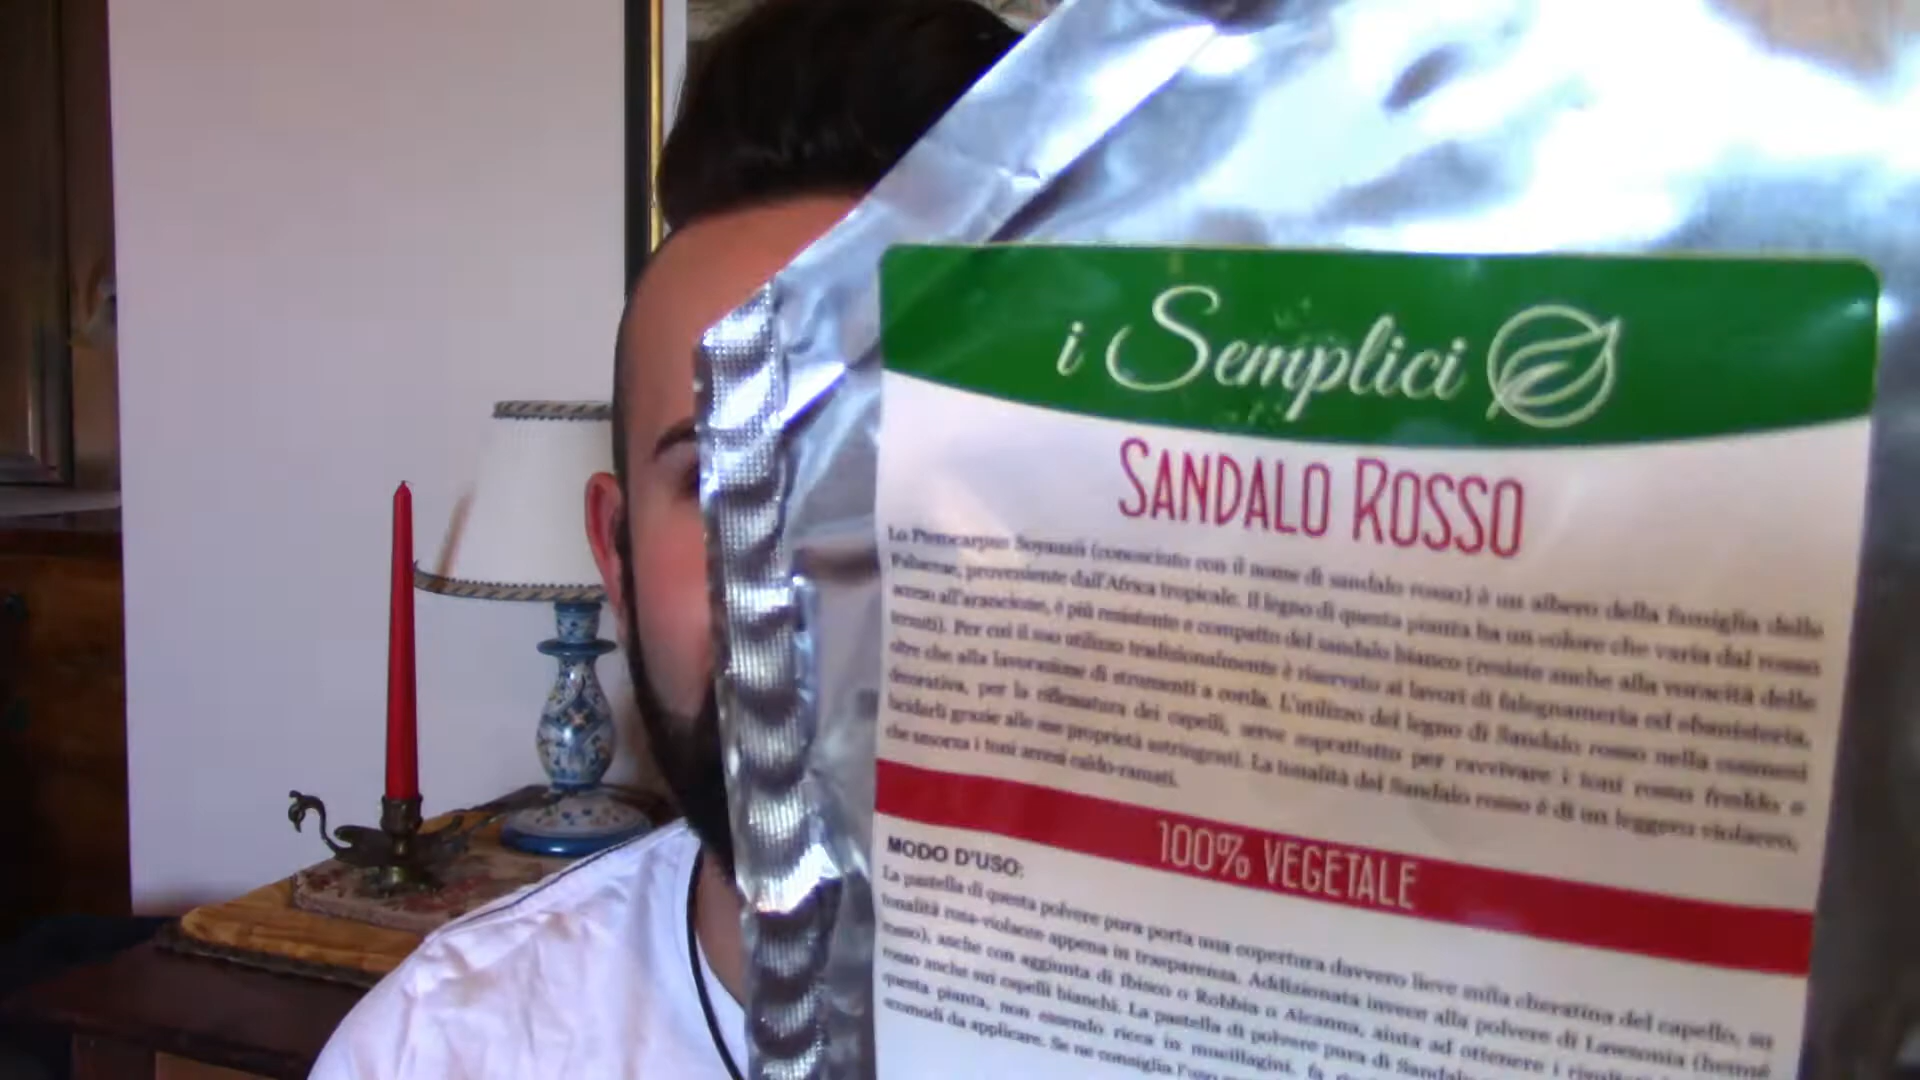 i Semplici
SANDALO ROSSO
Lo Pterocarpus Soyauxii (conosciuto con il nome di sandalo rosso) è un albero della famiglia delle
Fabaceae, proveniente dall'Africa tropicale. Il legno di questa pianta ha un colore che varia dal rosso
acceso all'arancione, è più resistente e compatto del sandalo bianco (resiste anche alla voracità delle
termiti). Per cui il suo utilizzo tradizionalmente è riservato ai lavori di falegnameria ed ebanisteria,
oltre che alla lavorazione di strumenti a corda. L'utilizzo del legno di Sandalo rosso nella cosmesi
decorativa, per la riflessatura dei capelli, serve soprattutto per ravvivare i toni rosso freddo e
lucidarli grazie alle sue proprietà astringenti. La tonalità del Sandalo rosso è di un leggero violaceo,
che smorza i toni accesi caldo-ramati.
100% VEGETALE
MODO D'USO:
La pastella di questa polvere pura porta una copertura davvero lieve sulla cheratina del capello, su
tonalità rosa-violacee appena in trasparenza. Addizionata invece alla polvere di Lawsonia (henné
rosso), anche con aggiunta di Ibisco o Robbia o Alcanna, aiuta ad ottenere i
rosso anche sui capelli bianchi. La pastella di polvere pura di
questa pianta, non essendo ricca in mucillagini, fa
comodi da applicare. Se ne consiglia l'uso